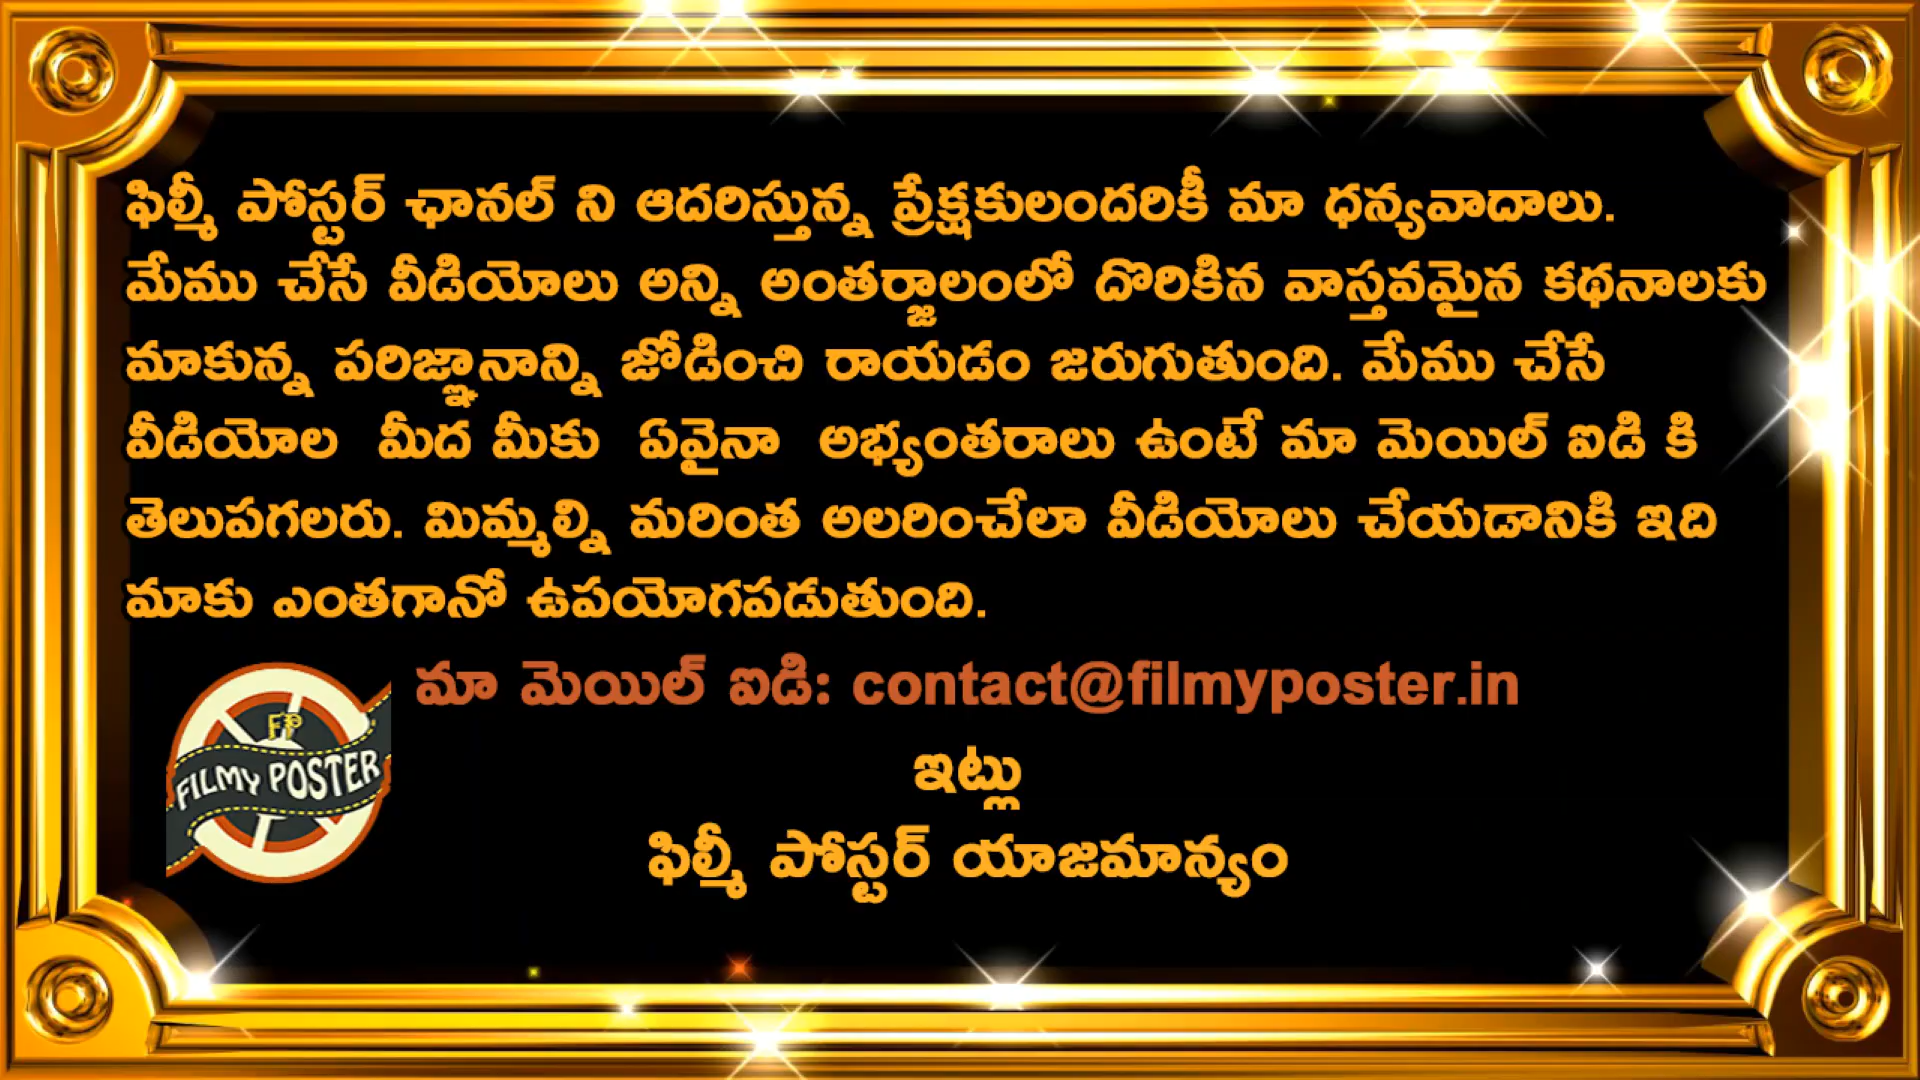 ఫిల్మీ పోస్టర్ ఛానల్ ని ఆదరిస్తున్న ప్రేక్షకులందరికీ మా ధన్యవాదాలు.
మేము చేసే వీడియోలు అన్ని అంతర్జాలంలో దొరికిన వాస్తవమైన కథనాలకు
మాకున్న పరిజ్ఞానాన్ని జోడించి రాయడం జరుగుతుంది. మేము చేసే
వీడియోల మీద మీకు ఏవైనా అభ్యంతరాలు ఉంటే మా మెయిల్ ఐడి కి
తెలుపగలరు. మిమ్మల్ని మరింత అలరించేలా వీడియోలు చేయడానికి ఇది
మాకు ఎంతగానో ఉపయోగపడుతుంది.
మా మెయిల్ ఐడి: contact@filmyposter.in
FP
FILMY POSTER
ఇట్లు
ఫిల్మీ పోస్టర్ యాజమాన్యం